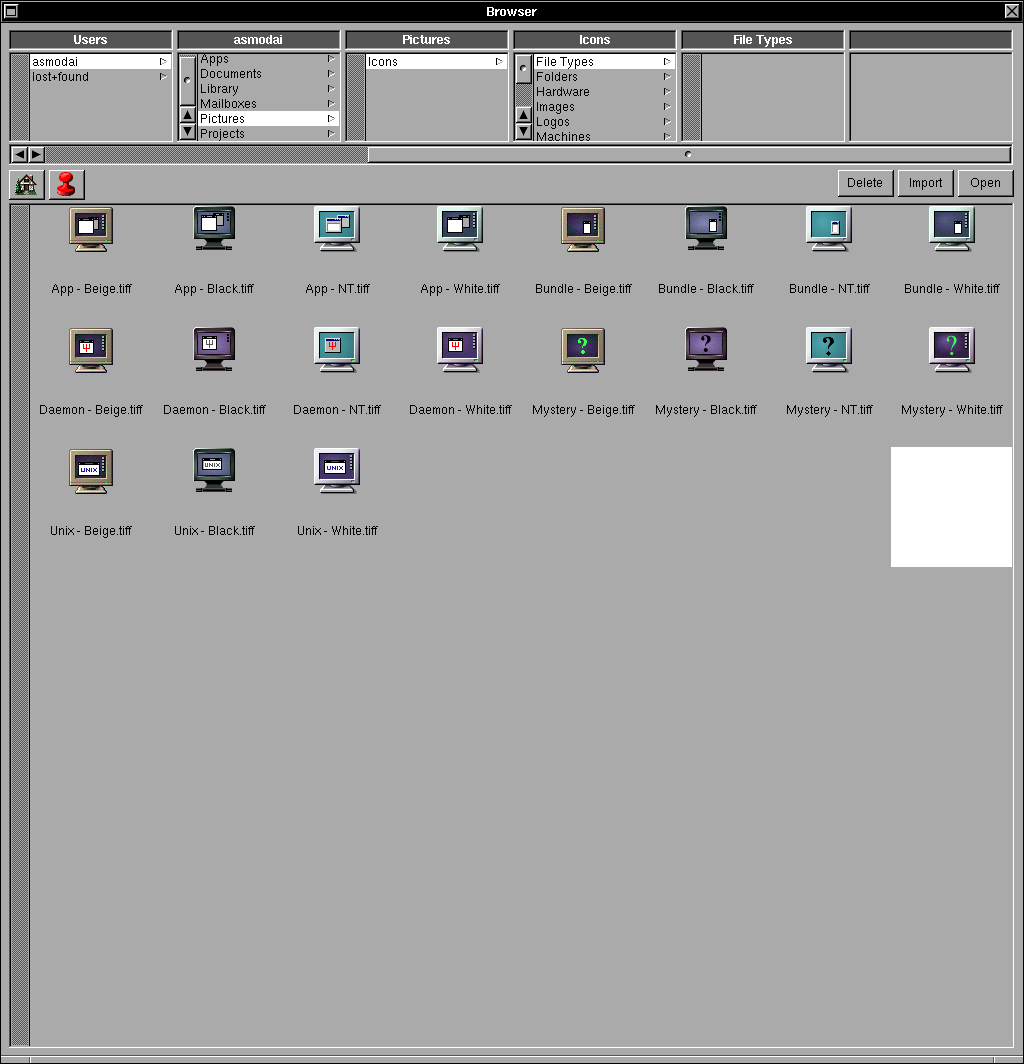 Browser
Users asmodai Pictures Icons File Types
asmodai
lost+found
Apps
Documents
Library
Mailboxes
Pictures
Projects
Icons
File Types
Folders
Hardware
Images
Logos
Machines
Delete Import Open
App - Beige.tiff App - Black.tiff App - NT.tiff App - White.tiff Bundle - Beige.tiff Bundle - Black.tiff Bundle - NT.tiff Bundle - White.tiff
Daemon - Beige.tiff Daemon - Black.tiff Daemon - NT.tiff Daemon - White.tiff Mystery - Beige.tiff Mystery - Black.tiff Mystery - NT.tiff Mystery - White.tiff
UNIX UNIX UNIX
Unix - Beige.tiff Unix - Black.tiff Unix - White.tiff